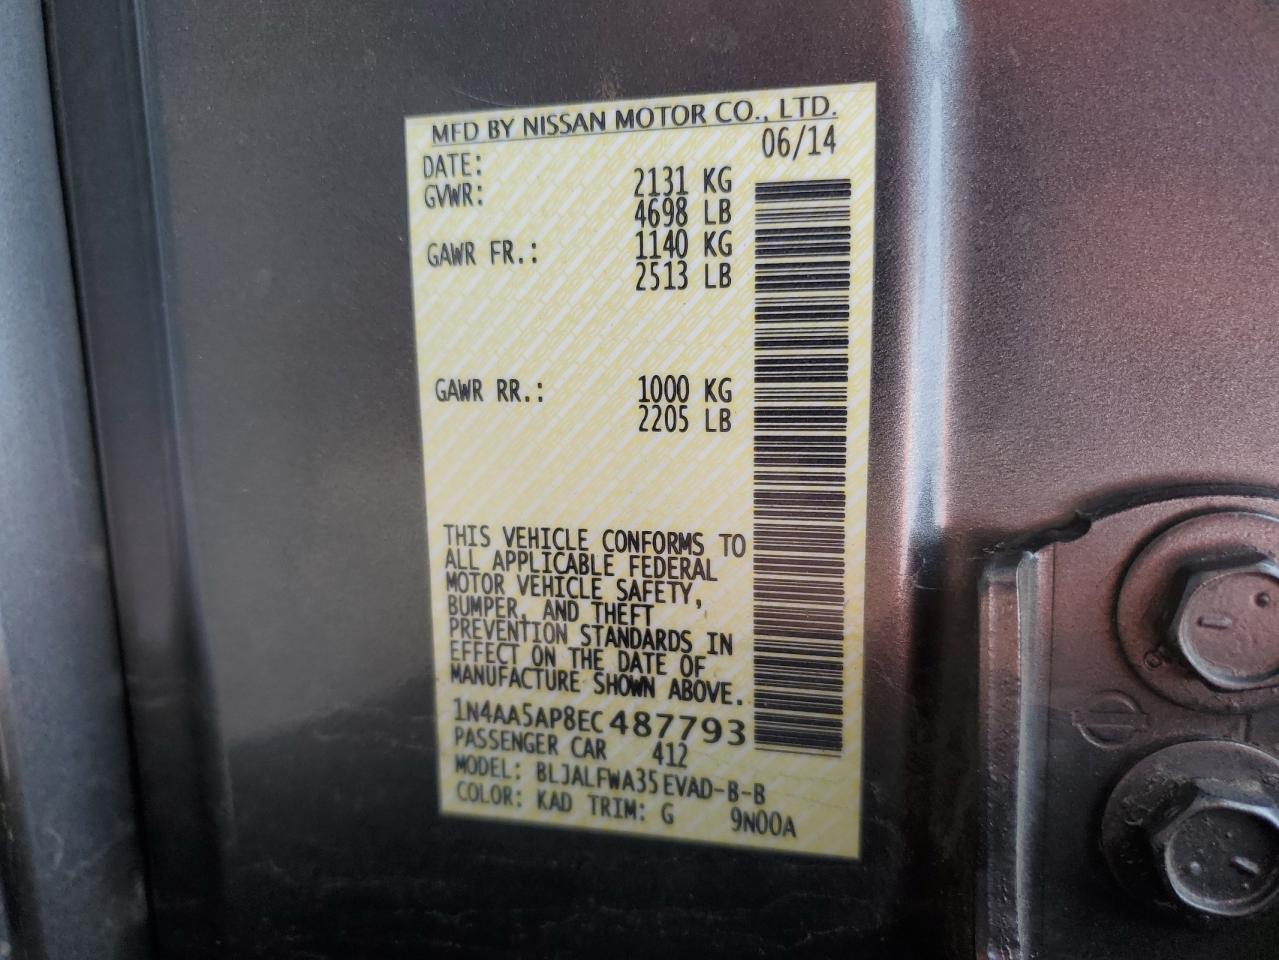 MFD BY NISSAN MOTOR CO., LTD.
DATE: 06/14
GVWR: 2131 KG
4698 LB
GAWR FR.: 1140 KG
2513 LB
GAWR RR.: 1000 KG
2205 LB
THIS VEHICLE CONFORMS TO
ALL APPLICABLE FEDERAL
MOTOR VEHICLE SAFETY,
BUMPER, AND THEFT
PREVENTION STANDARDS IN
EFFECT ON THE DATE OF
MANUFACTURE SHOWN ABOVE.
1N4AA5AP8EC487793
PASSENGER CAR 412
MODEL: BLJALFWA35EVAD-B-B
COLOR: KAD TRIM: G 9N00A